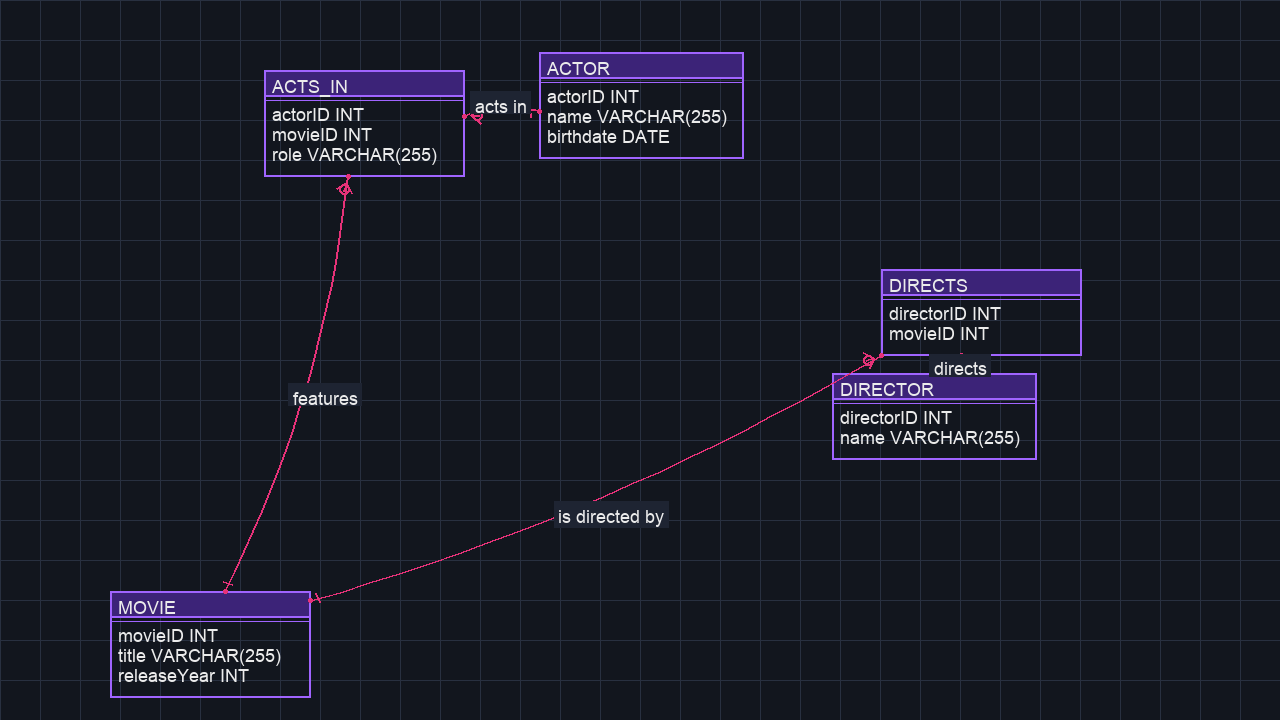 ACTOR
actorID INT
name VARCHAR(255)
birthdate DATE
ACTS_IN
actorID INT
movieID INT
role VARCHAR(255)
acts in
DIRECTS
directorID INT
movieID INT
directs
DIRECTOR
directorID INT
name VARCHAR(255)
features
is directed by
MOVIE
movieID INT
title VARCHAR(255)
releaseYear INT